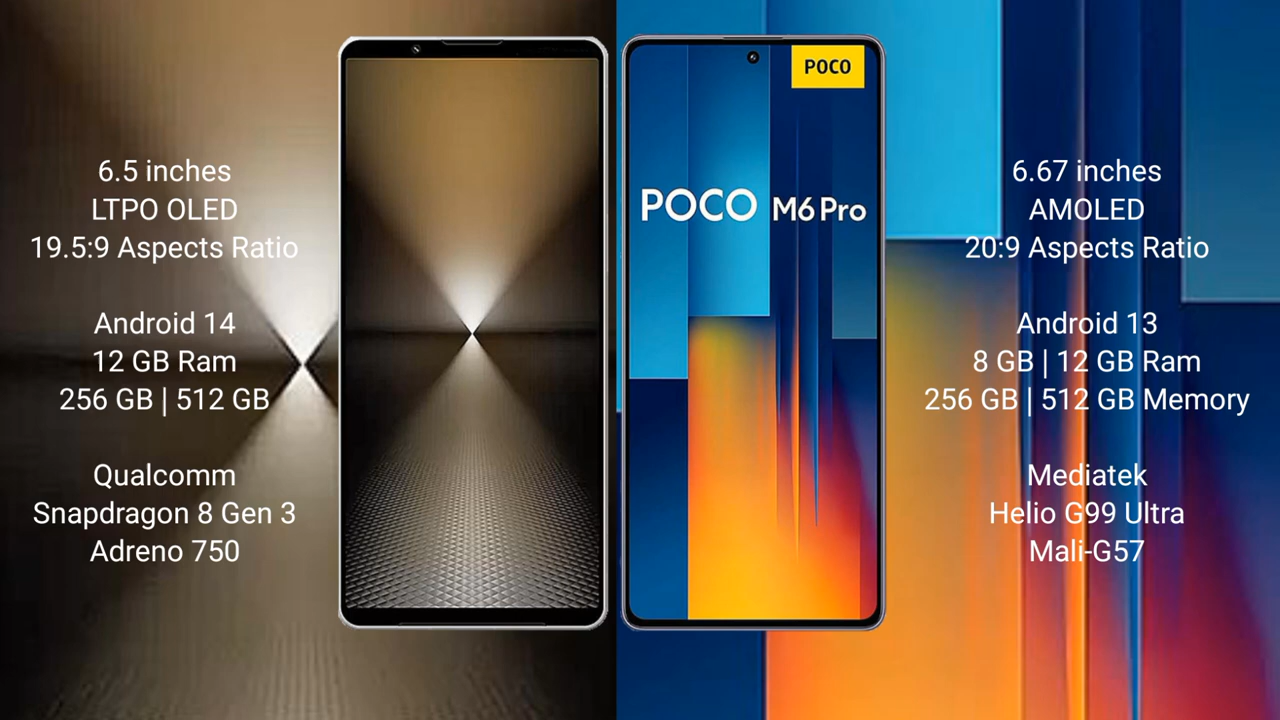 6.5 inches
LTPO OLED
19.5:9 Aspects Ratio
Android 14
12 GB Ram
256 GB | 512 GB
Qualcomm
Snapdragon 8 Gen 3
Adreno 750
POCO
POCO M6 Pro
6.67 inches
AMOLED
20:9 Aspects Ratio
Android 13
8 GB | 12 GB Ram
256 GB | 512 GB Memory
Mediatek
Helio G99 Ultra
Mali-G57